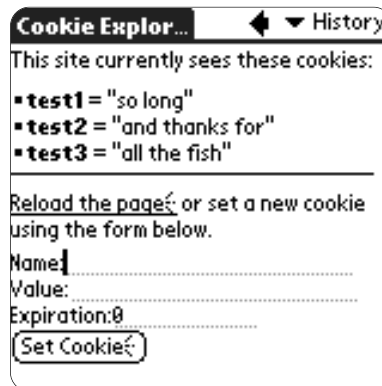 Cookie Explor... History
This site currently sees these cookies:
▪ test1 = "so long"
▪ test2 = "and thanks for"
▪ test3 = "all the fish"
Reload the page or set a new cookie
using the form below.
Name:
Value:
Expiration:0
Set Cookie